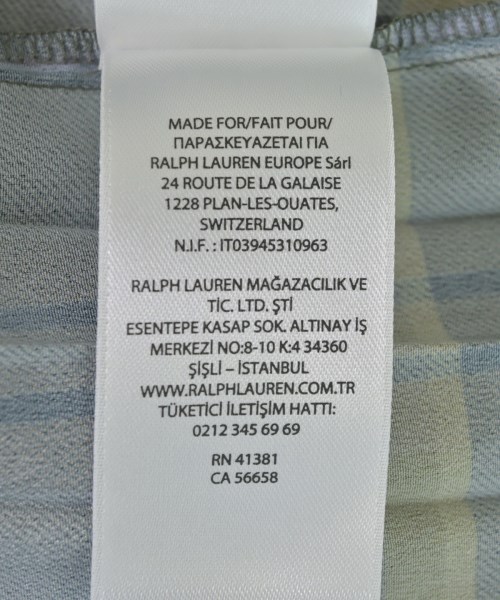 MADE FOR/FAIT POUR/
ΠΑΡΑΣΚΕΥΑΖΕΤΑΙ ΓΙΑ
RALPH LAUREN EUROPE Sárl
24 ROUTE DE LA GALAISE
1228 PLAN-LES-OUATES,
SWITZERLAND
N.I.F. : IT03945310963
RALPH LAUREN MAĞAZACILIK VE
TİC. LTD. ŞTİ
ESENTEPE KASAP SOK. ALTINAY İŞ
MERKEZİ NO:8-10 K:4 34360
ŞİŞLİ – İSTANBUL
WWW.RALPHLAUREN.COM.TR
TÜKETİCİ İLETİŞİM HATTI:
0212 345 69 69
RN 41381
CA 56658